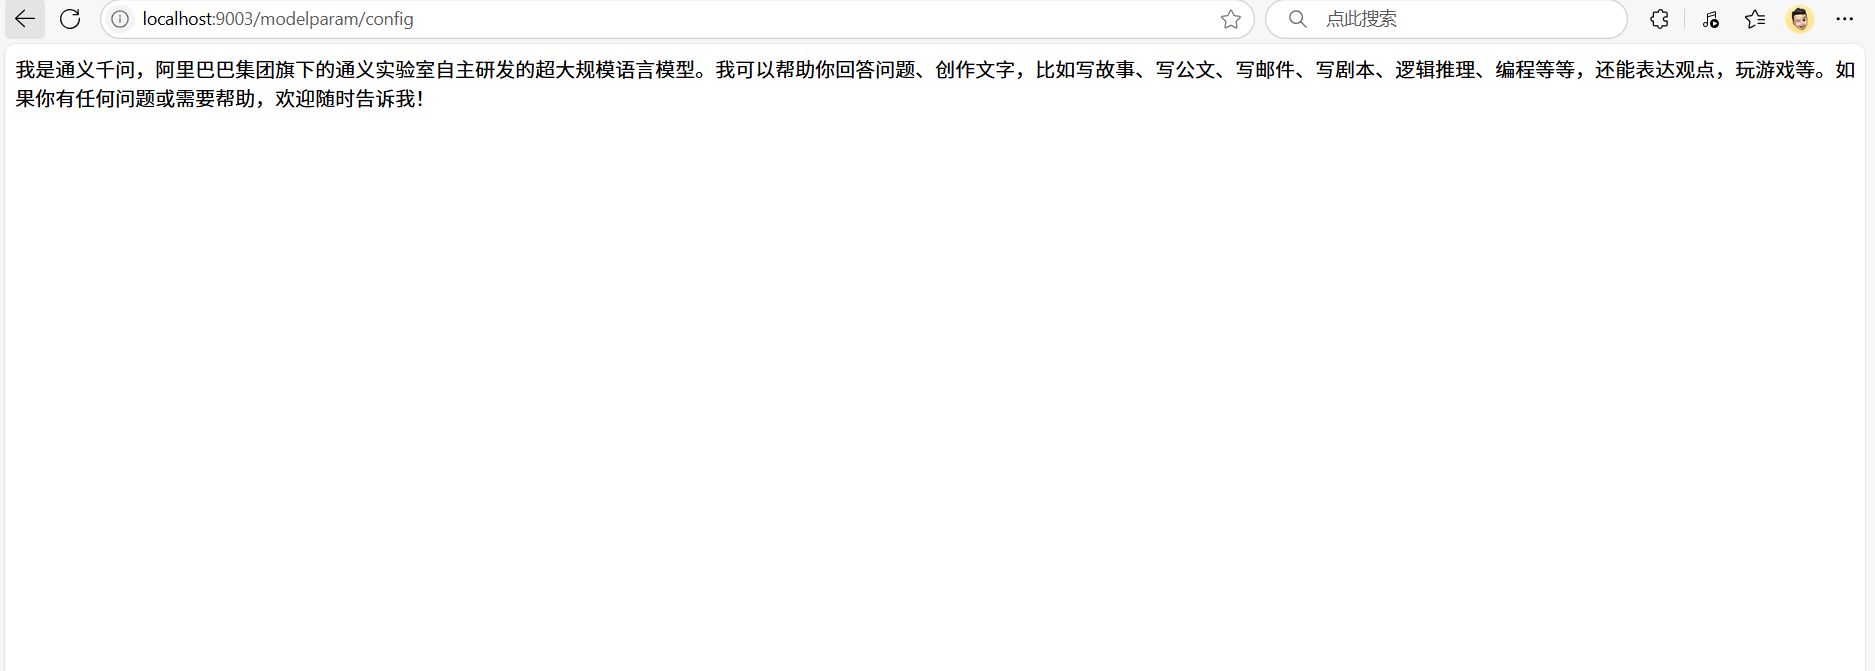 localhost:9003/modelparam/config
点此搜索
我是通义千问，阿里巴巴集团旗下的通义实验室自主研发的超大规模语言模型。我可以帮助你回答问题、创作文字，比如写故事、写公文、写邮件、写剧本、逻辑推理、编程等等，还能表达观点，玩游戏等。如
果你有任何问题或需要帮助，欢迎随时告诉我！